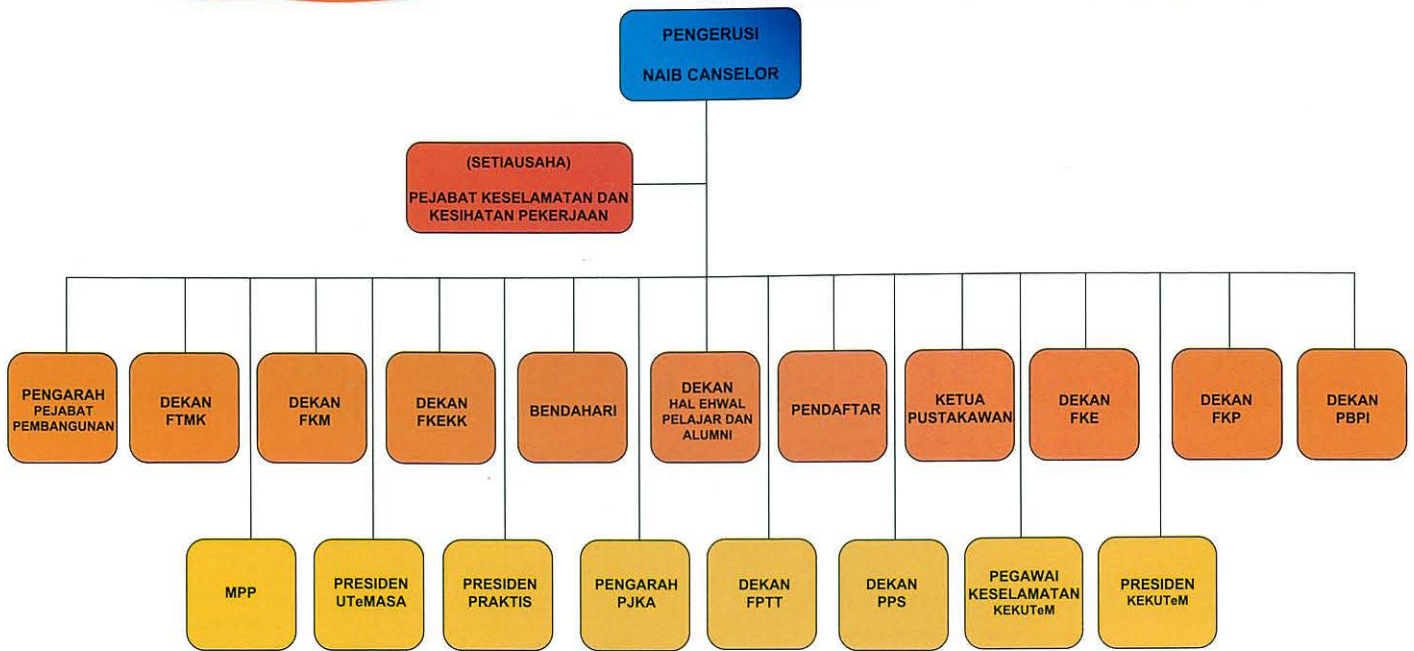 PENGERUSI
NAIB CANSELOR
(SETIAUSAHA)
PEJABAT KESELAMATAN DAN
KESIHATAN PEKERJAAN
PENGARAH
PEJABAT
PEMBANGUNAN
DEKAN
FTMK
DEKAN
FKM
DEKAN
FKEKK
BENDAHARI
DEKAN
HAL EHWAL
PELAJAR DAN
ALUMNI
PENDAFTAR
KETUA
PUSTAKAWAN
DEKAN
FKE
DEKAN
FKP
DEKAN
PBPI
MPP
PRESIDEN
UTeMASA
PRESIDEN
PRAKTIS
PENGARAH
PJKA
DEKAN
FPTT
DEKAN
PPS
PEGAWAI
KESELAMATAN
KEKUTeM
PRESIDEN
KEKUTeM